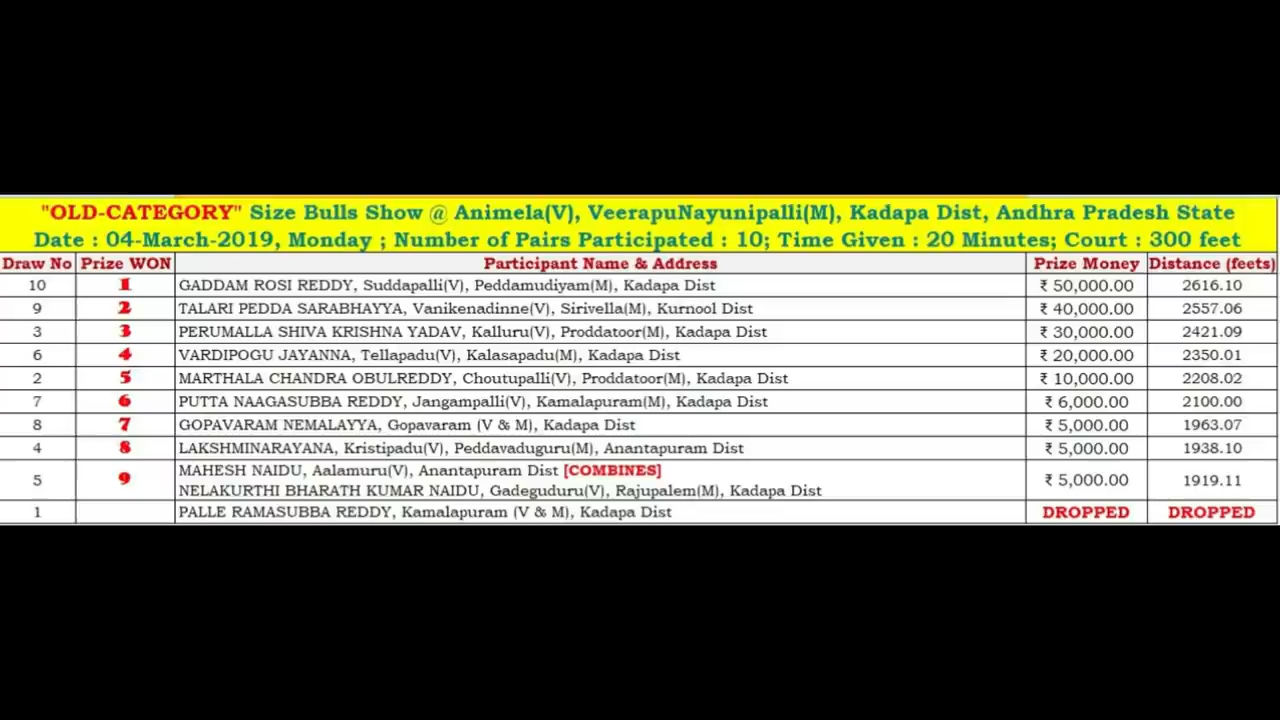 "OLD-CATEGORY" Size Bulls Show @ Animela(V), VeerapuNayunipalli(M), Kadapa Dist, Andhra Pradesh State
Date : 04-March-2019, Monday ; Number of Pairs Participated : 10; Time Given : 20 Minutes; Court : 300 feet
Draw No Prize WON Participant Name & Address Prize Money Distance (feets)
10 1 GADDAM ROSI REDDY, Suddapalli(V), Peddamudiyam(M), Kadapa Dist ₹ 50,000.00 2616.10
9 2 TALARI PEDDA SARABHAYYA, Vanikenadinne(V), Sirivella(M), Kurnool Dist ₹ 40,000.00 2557.06
3 3 PERUMALLA SHIVA KRISHNA YADAV, Kalluru(V), Proddatoor(M), Kadapa Dist ₹ 30,000.00 2421.09
6 4 VARDIPOGU JAYANNA, Tellapadu(V), Kalasapadu(M), Kadapa Dist ₹ 20,000.00 2350.01
2 5 MARTHALA CHANDRA OBULREDDY, Choutupalli(V), Proddatoor(M), Kadapa Dist ₹ 10,000.00 2208.02
7 6 PUTTA NAAGASUBBA REDDY, Jangampalli(V), Kamalapuram(M), Kadapa Dist ₹ 6,000.00 2100.00
8 7 GOPAVARAM NEMALAYYA, Gopavaram (V & M), Kadapa Dist ₹ 5,000.00 1963.07
4 8 LAKSHMINARAYANA, Kristipadu(V), Peddavaduguru(M), Anantapuram Dist ₹ 5,000.00 1938.10
5 9 MAHESH NAIDU, Aalamuru(V), Anantapuram Dist [COMBINES] ₹ 5,000.00 1919.11
NELAKURTHI BHARATH KUMAR NAIDU, Gadeguduru(V), Rajupalem(M), Kadapa Dist
1 PALLE RAMASUBBA REDDY, Kamalapuram (V & M), Kadapa Dist DROPPED DROPPED